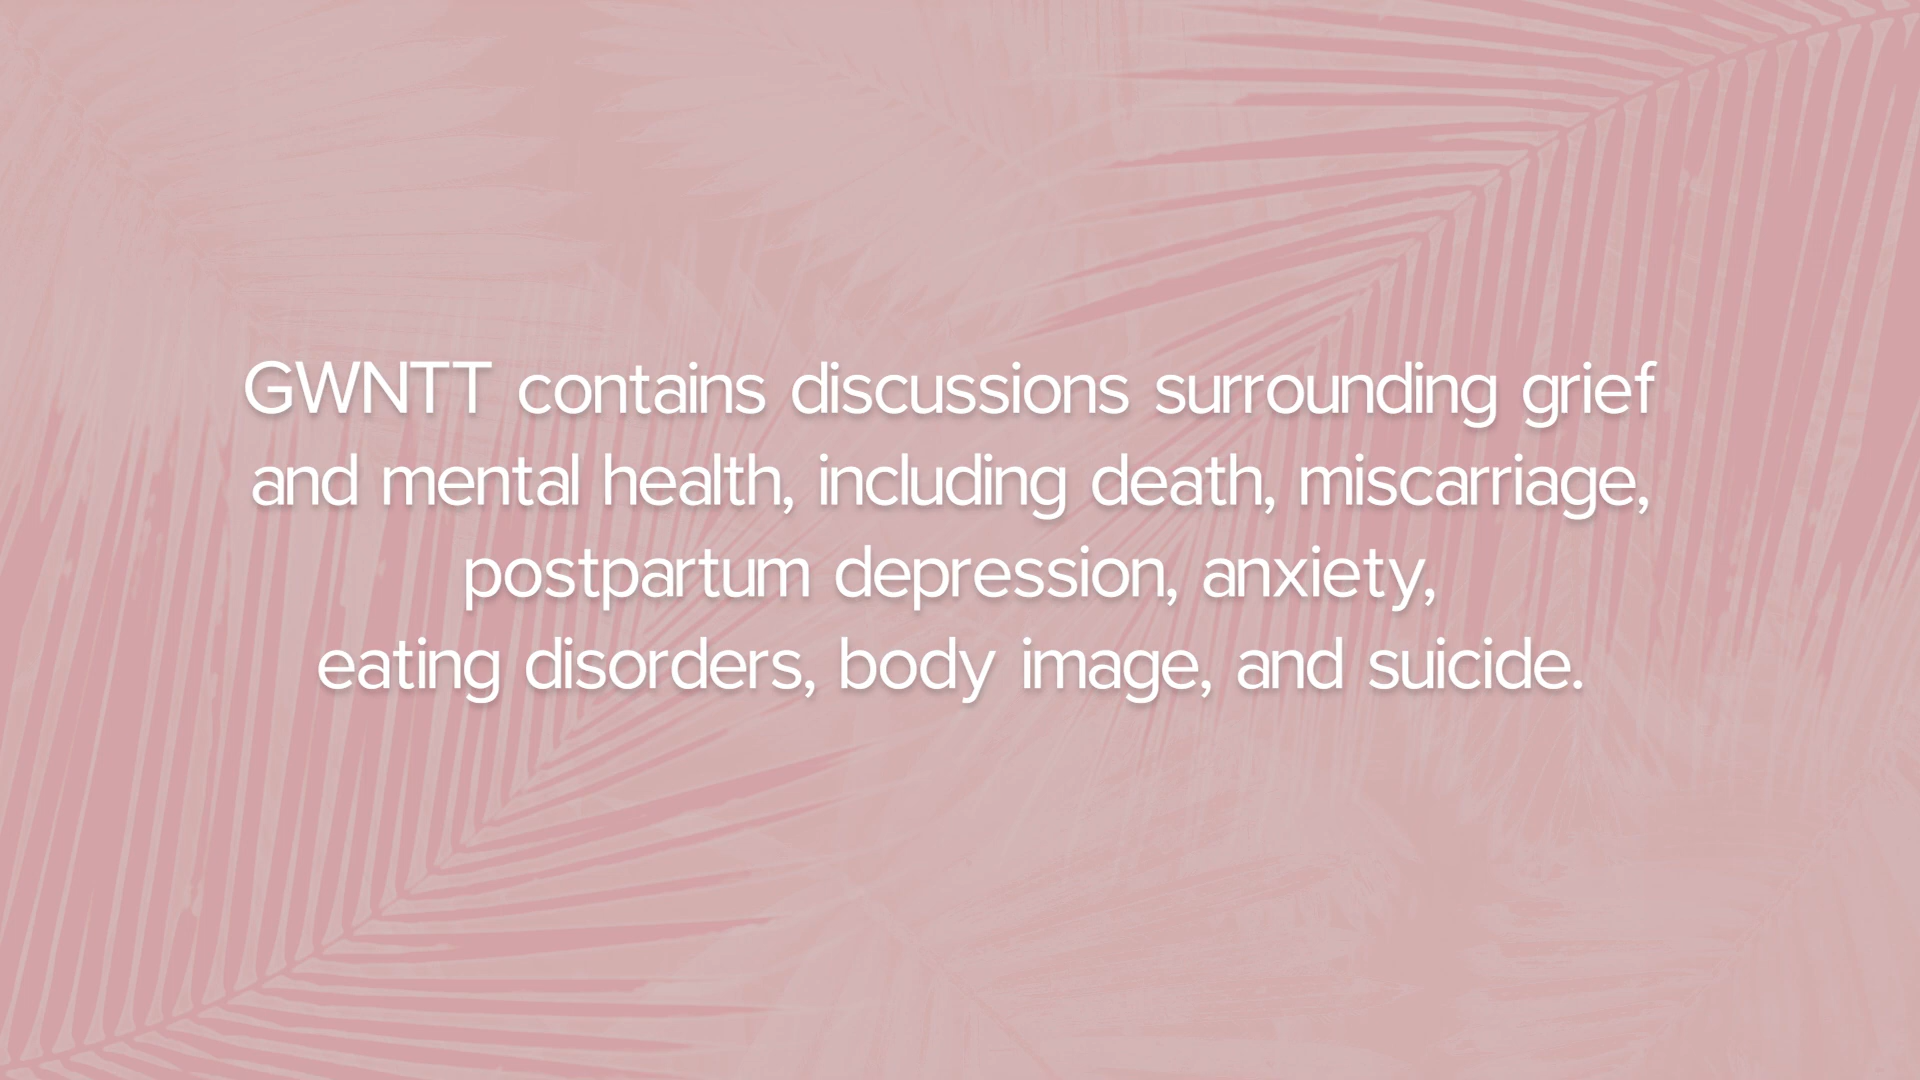 GWNTT contains discussions surrounding grief
and mental health, including death, miscarriage,
postpartum depression, anxiety,
eating disorders, body image, and suicide.